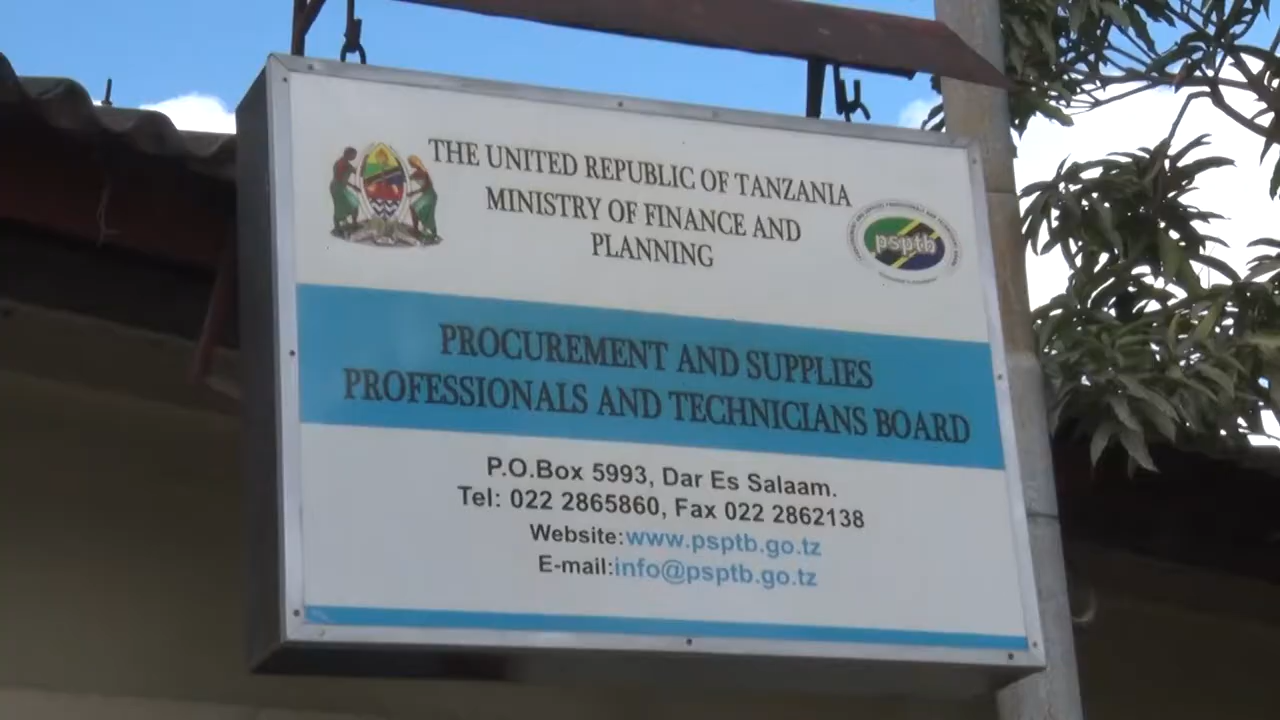 THE UNITED REPUBLIC OF TANZANIA
MINISTRY OF FINANCE AND
PLANNING
psptb
PROCUREMENT AND SUPPLIES
PROFESSIONALS AND TECHNICIANS BOARD
P.O.Box 5993, Dar Es Salaam.
Tel: 022 2865860, Fax 022 2862138
Website:www.psptb.go.tz
E-mail:info@psptb.go.tz